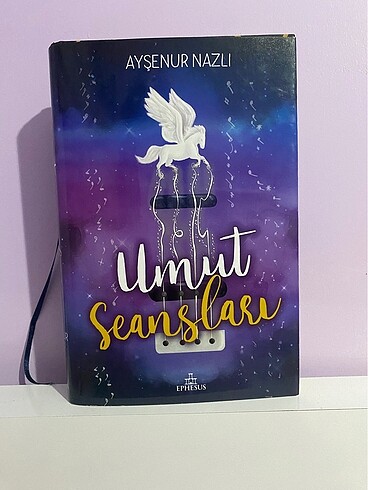 AYŞENUR NAZLI
Umut
Seansları
EPHESUS